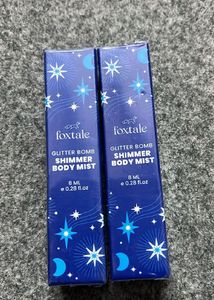 foxtale
GLITTER BOMB
SHIMMER
BODY MIST
8 ML
e 0.28 fl.oz
foxtale
GLITTER BOMB
SHIMMER
BODY MIST
8 ML
e 0.28 fl.oz